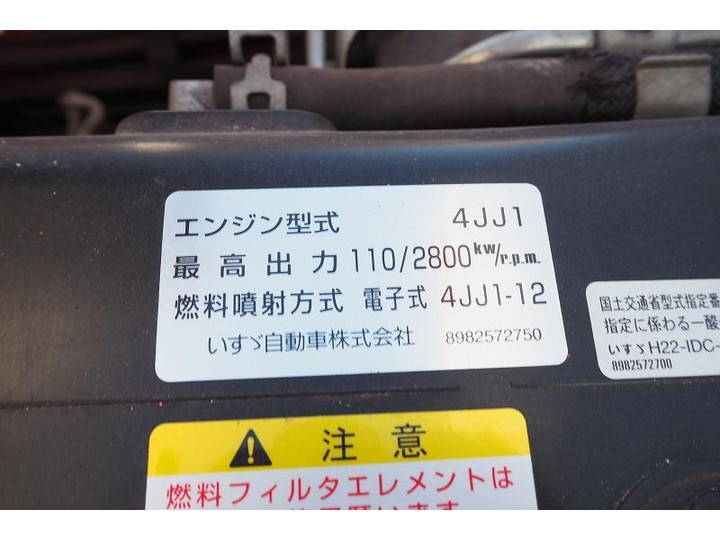 エンジン型式 4JJ1
最高出力 110/2800kw/r.p.m.
燃料噴射方式 電子式 4JJ1-12
いすゞ自動車株式会社 8982572750
国土交通省型式指定番
指定に係わる一酸
いすゞH22-IDC-
8982572700
注意
燃料フィルタエレメントは